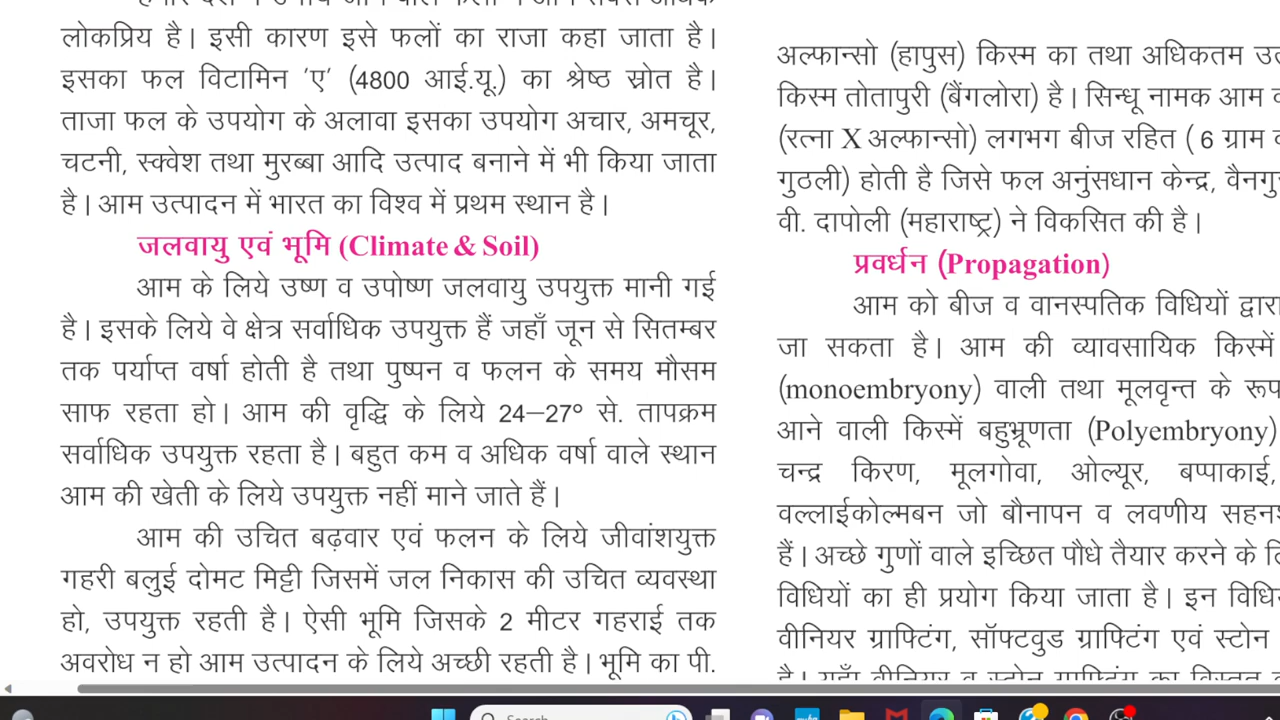 लोकप्रिय है। इसी कारण इसे फलों का राजा कहा जाता है।
इसका फल विटामिन 'ए' (4800 आई.यू.) का श्रेष्ठ स्रोत है।
ताजा फल के उपयोग के अलावा इसका उपयोग अचार, अमचूर,
चटनी, स्क्वेश तथा मुरब्बा आदि उत्पाद बनाने में भी किया जाता
है। आम उत्पादन में भारत का विश्व में प्रथम स्थान है।
जलवायु एवं भूमि (Climate & Soil)
आम के लिये उष्ण व उपोष्ण जलवायु उपयुक्त मानी गई
है। इसके लिये वे क्षेत्र सर्वाधिक उपयुक्त हैं जहाँ जून से सितम्बर
तक पर्याप्त वर्षा होती है तथा पुष्पन व फलन के समय मौसम
साफ रहता हो। आम की वृद्धि के लिये 24–27° से. तापक्रम
सर्वाधिक उपयुक्त रहता है। बहुत कम व अधिक वर्षा वाले स्थान
आम की खेती के लिये उपयुक्त नहीं माने जाते हैं।
आम की उचित बढ़वार एवं फलन के लिये जीवांशयुक्त
गहरी बलुई दोमट मिट्टी जिसमें जल निकास की उचित व्यवस्था
हो, उपयुक्त रहती है। ऐसी भूमि जिसके 2 मीटर गहराई तक
अवरोध न हो आम उत्पादन के लिये अच्छी रहती है। भूमि का पी.
अल्फान्सो (हापुस) किस्म का तथा अधिकतम
किस्म तोतापुरी (बैंगलोरा) है। सिन्धू नामक आम
(रत्ना X अल्फान्सो) लगभग बीज रहित ( 6 ग्राम
गुठली) होती है जिसे फल अनुंसधान केन्द्र,
वी. दापोली (महाराष्ट्र) ने विकसित की है।
प्रवर्धन (Propagation)
आम को बीज व वानस्पतिक विधियों द्वारा
जा सकता है। आम की व्यावसायिक किस्में
(monoembryony) वाली तथा मूलवृन्त के रूप
आने वाली किस्में बहुभ्रूणता (Polyembryony)
चन्द्र किरण, मूलगोवा, ओल्यूर, बप्पाकाई,
वल्लाईकोल्मबन जो बौनापन व लवणीय
हैं। अच्छे गुणों वाले इच्छित पौधे तैयार करने के
विधियों का ही प्रयोग किया जाता है। इन
वीनियर ग्राफ्टिंग, सॉफ्टवुड ग्राफ्टिंग एवं स्टोन
Search